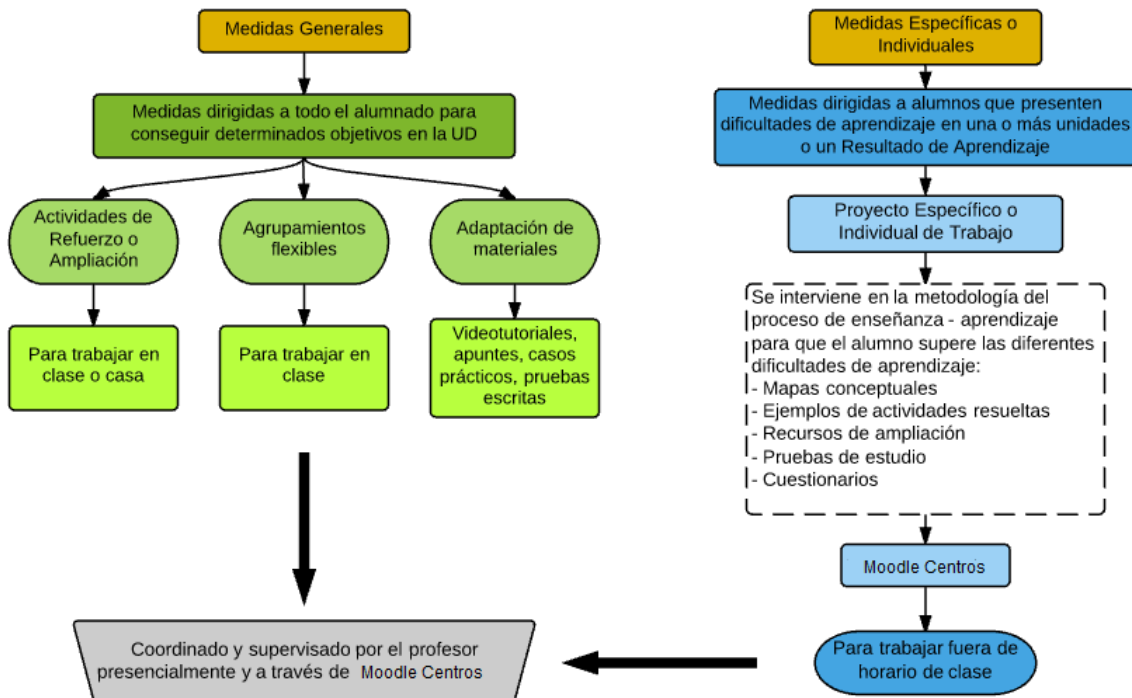 Medidas Generales
Medidas dirigidas a todo el alumnado para
conseguir determinados objetivos en la UD
Actividades de
Refuerzo o
Ampliación
Agrupamientos
flexibles
Adaptación de
materiales
Para trabajar en
clase o casa
Para trabajar en
clase
Videotutoriales,
apuntes, casos
prácticos, pruebas
escritas
Medidas Específicas o
Individuales
Medidas dirigidas a alumnos que presenten
dificultades de aprendizaje en una o más unidades
o un Resultado de Aprendizaje
Proyecto Específico o
Individual de Trabajo
Se interviene en la metodología del
proceso de enseñanza - aprendizaje
para que el alumno supere las diferentes
dificultades de aprendizaje:
- Mapas conceptuales
- Ejemplos de actividades resueltas
- Recursos de ampliación
- Pruebas de estudio
- Cuestionarios
Moodle Centros
Para trabajar fuera de
horario de clase
Coordinado y supervisado por el profesor
presencialmente y a través de Moodle Centros